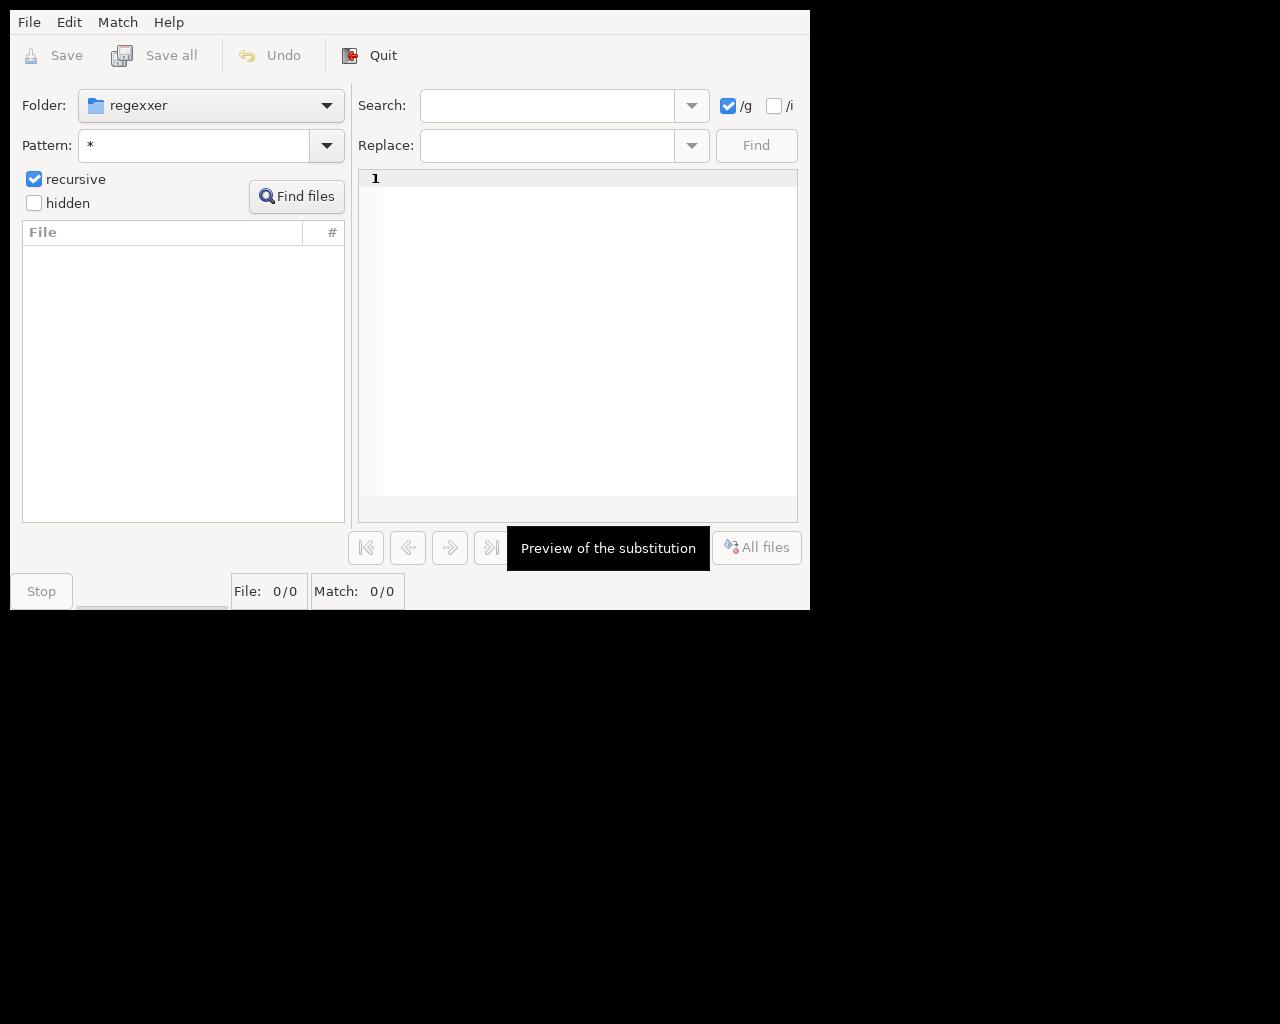 File Edit Match Help
Save Save all Undo Quit
Folder: regexxer
Search: /g /i
Pattern: *
Replace: Find
recursive
hidden
Find files
File #
1
Preview of the substitution
All files
Stop File: 0/0 Match: 0/0